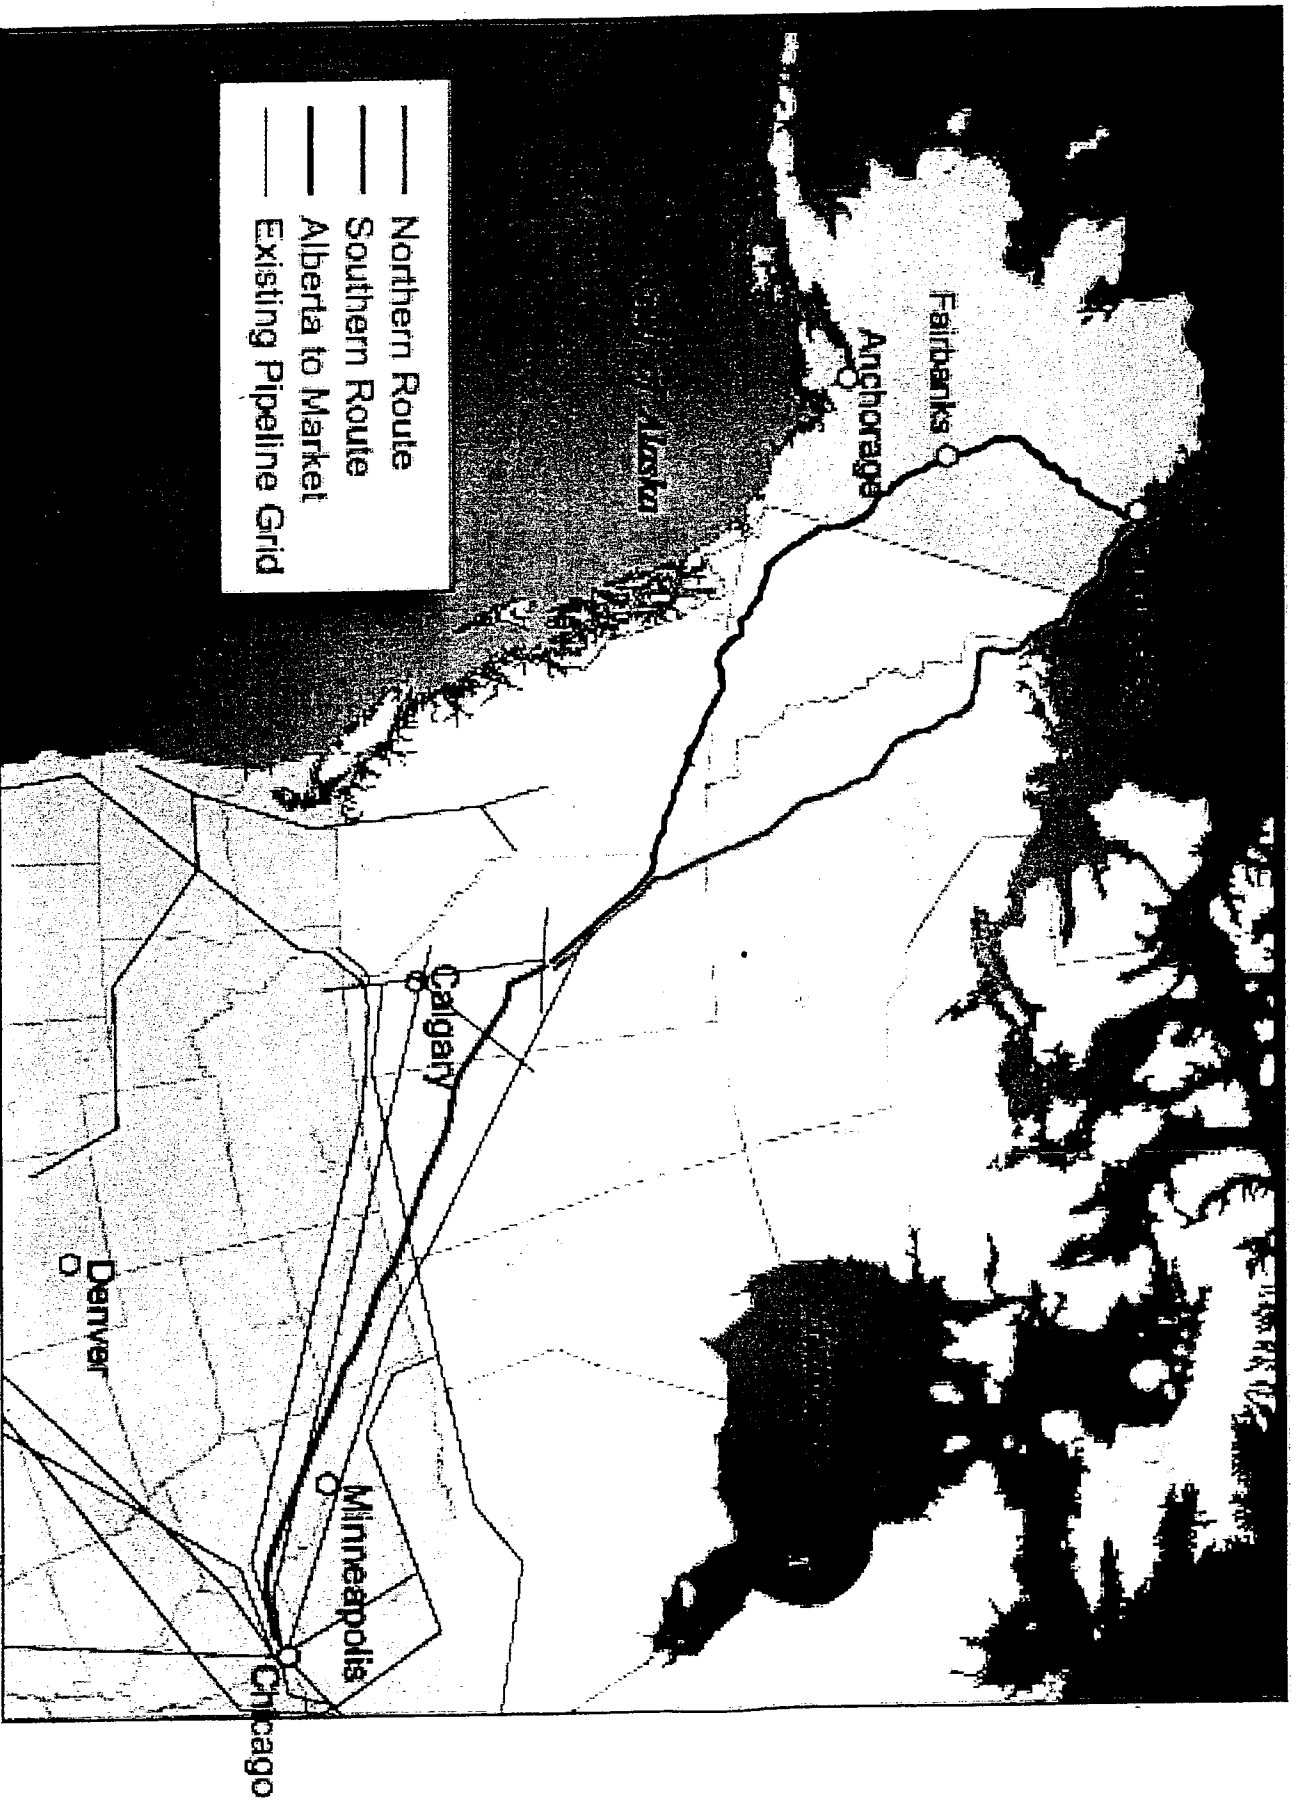 Fairbanks
Anchorage
Alaska
Northern Route
Southern Route
Alberta to Market
Existing Pipeline Grid
Calgary
Denver
Minneapolis
Chicago